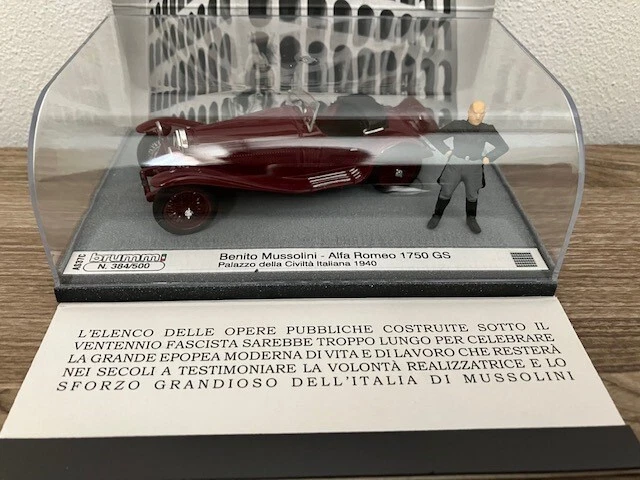 AS37C
brumm
N. 384/500
Benito Mussolini - Alfa Romeo 1750 GS
Palazzo della Civiltà Italiana 1940
L'ELENCO DELLE OPERE PUBBLICHE COSTRUITE SOTTO IL
VENTENNIO FASCISTA SAREBBE TROPPO LUNGO PER CELEBRARE
LA GRANDE EPOPEA MODERNA DI VITA E DI LAVORO CHE RESTERÀ
NEI SECOLI A TESTIMONIARE LA VOLONTÀ REALIZZATRICE E LO
SFORZO GRANDIOSO DELL'ITALIA DI MUSSOLINI